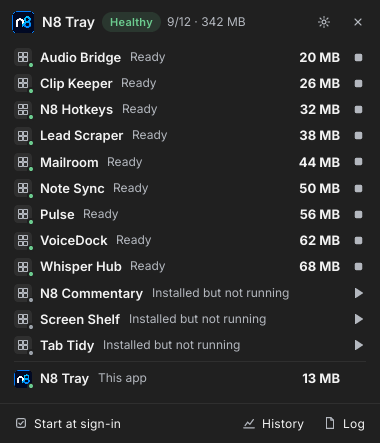 n8 N8 Tray Healthy 9/12 · 342 MB
Audio Bridge Ready 20 MB
Clip Keeper Ready 26 MB
N8 Hotkeys Ready 32 MB
Lead Scraper Ready 38 MB
Mailroom Ready 44 MB
Note Sync Ready 50 MB
Pulse Ready 56 MB
VoiceDock Ready 62 MB
Whisper Hub Ready 68 MB
N8 Commentary Installed but not running
Screen Shelf Installed but not running
Tab Tidy Installed but not running
n8 N8 Tray This app 13 MB
Start at sign-in History Log